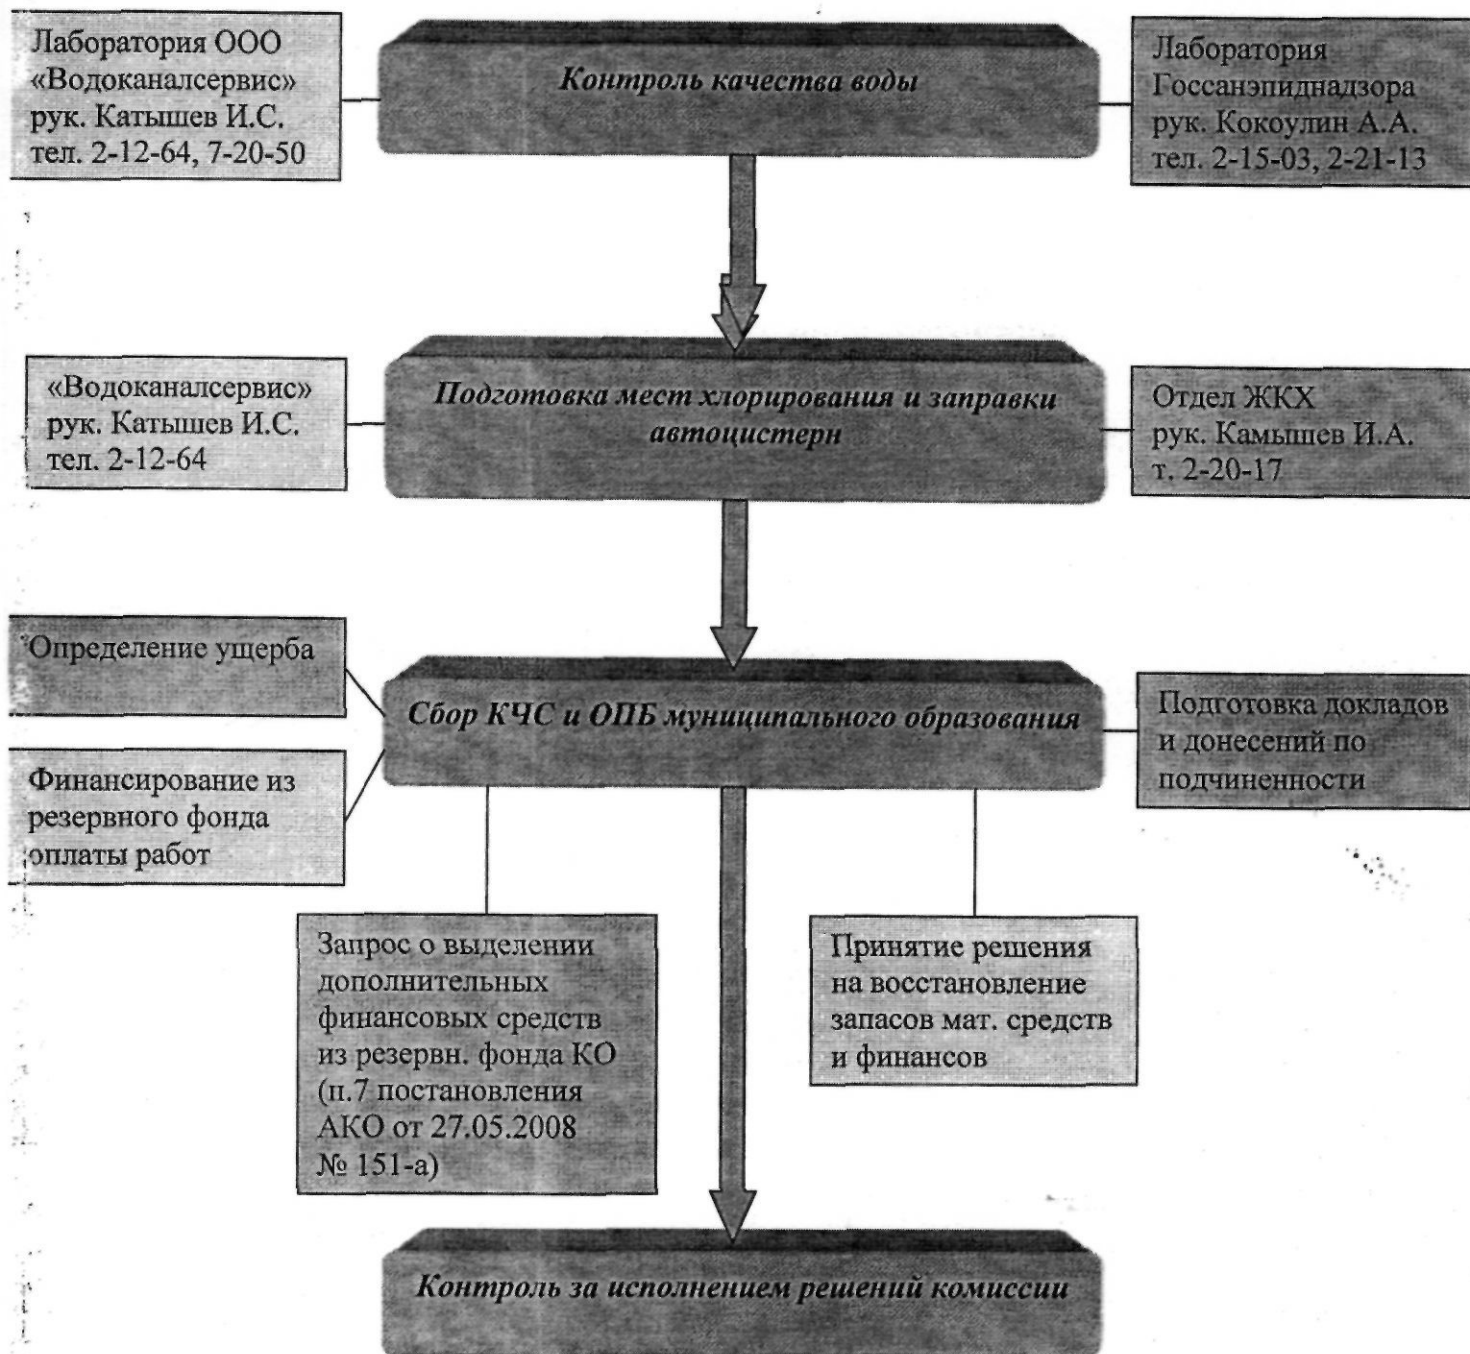 Лаборатория ООО
«Водоканалсервис»
рук. Катышев И.С.
тел. 2-12-64, 7-20-50
Контроль качества воды
Лаборатория
Госсанэпиднадзора
рук. Кокоулин А.А.
тел. 2-15-03, 2-21-13
«Водоканалсервис»
рук. Катышев И.С.
тел. 2-12-64
Подготовка мест хлорирования и заправки
автоцистерн
Отдел ЖКХ
рук. Камышев И.А.
т. 2-20-17
Определение ущерба
Финансирование из
резервного фонда
оплаты работ
Сбор КЧС и ОПБ муниципального образования
Подготовка докладов
и донесений по
подчиненности
Запрос о выделении
дополнительных
финансовых средств
из резервн. фонда КО
(п.7 постановления
АКО от 27.05.2008
№ 151-а)
Принятие решения
на восстановление
запасов мат. средств
и финансов
Контроль за исполнением решений комиссии